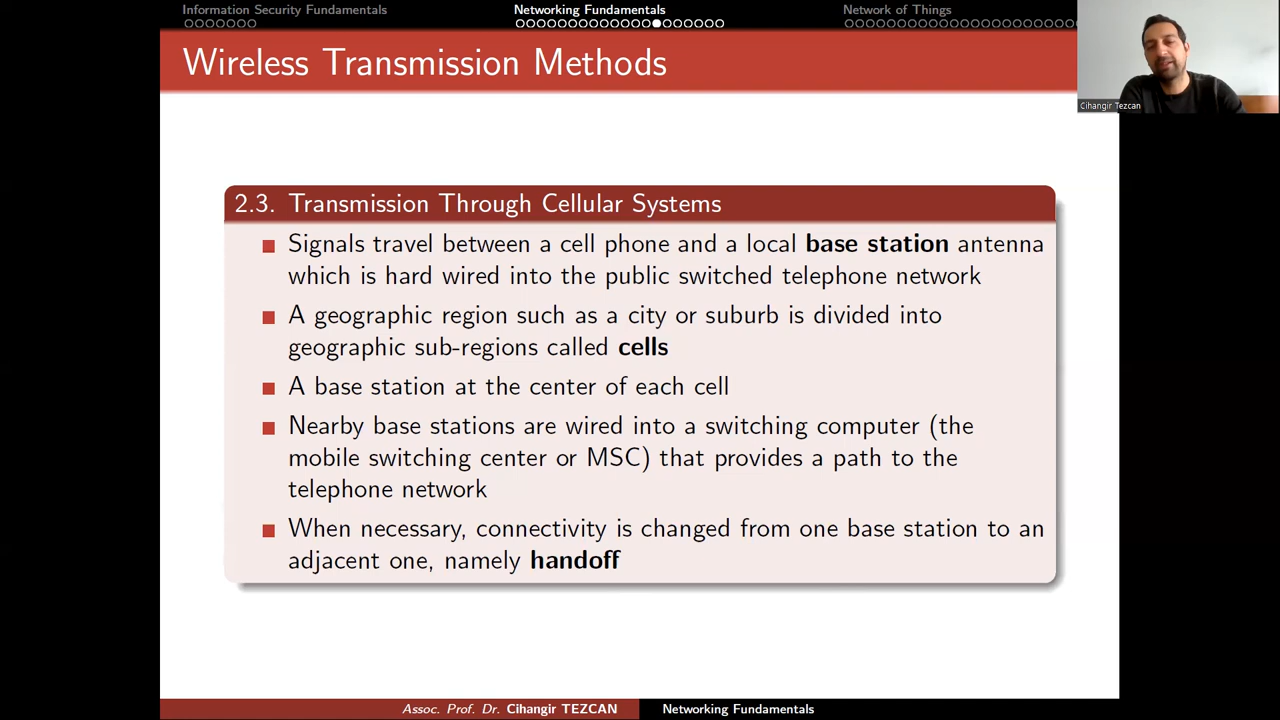 Information Security Fundamentals
Networking Fundamentals
Network of Things
Wireless Transmission Methods
Cihangir Tezcan
2.3. Transmission Through Cellular Systems
Signals travel between a cell phone and a local base station antenna
which is hard wired into the public switched telephone network
A geographic region such as a city or suburb is divided into
geographic sub-regions called cells
A base station at the center of each cell
Nearby base stations are wired into a switching computer (the
mobile switching center or MSC) that provides a path to the
telephone network
When necessary, connectivity is changed from one base station to an
adjacent one, namely handoff
Assoc. Prof. Dr. Cihangir TEZCAN
Networking Fundamentals